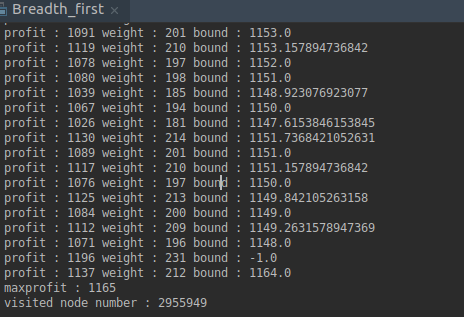 Breadth_first ×
profit : 1091 weight : 201 bound : 1153.0
profit : 1119 weight : 210 bound : 1153.157894736842
profit : 1078 weight : 197 bound : 1152.0
profit : 1080 weight : 198 bound : 1151.0
profit : 1039 weight : 185 bound : 1148.923076923077
profit : 1067 weight : 194 bound : 1150.0
profit : 1026 weight : 181 bound : 1147.6153846153845
profit : 1130 weight : 214 bound : 1151.7368421052631
profit : 1089 weight : 201 bound : 1151.0
profit : 1117 weight : 210 bound : 1151.157894736842
profit : 1076 weight : 197 bound : 1150.0
profit : 1125 weight : 213 bound : 1149.842105263158
profit : 1084 weight : 200 bound : 1149.0
profit : 1112 weight : 209 bound : 1149.2631578947369
profit : 1071 weight : 196 bound : 1148.0
profit : 1196 weight : 231 bound : -1.0
profit : 1137 weight : 212 bound : 1164.0
maxprofit : 1165
visited node number : 2955949